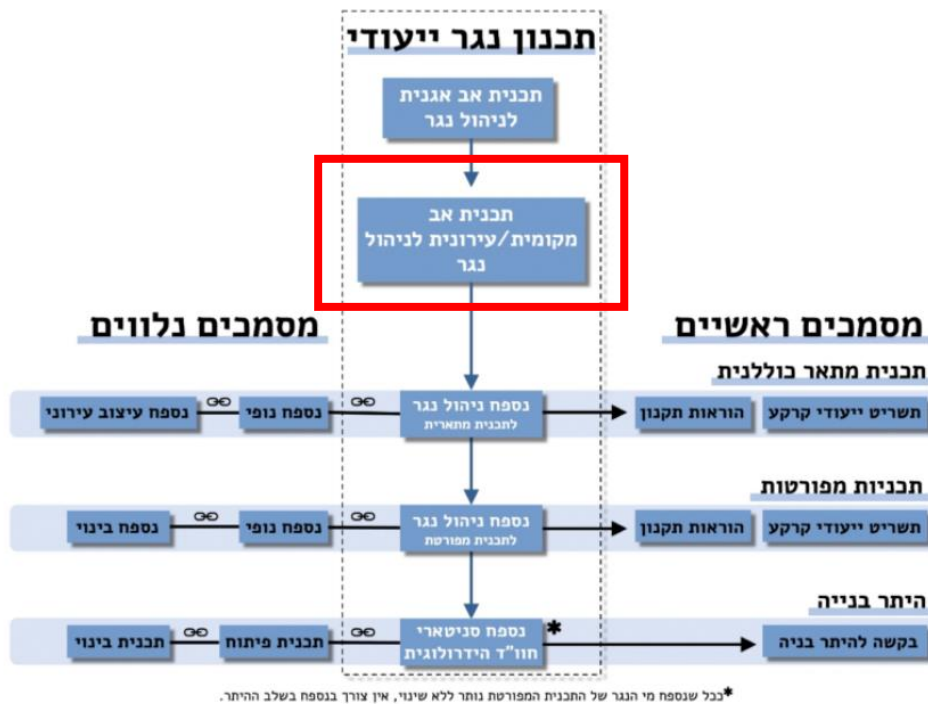 תכנון נגר ייעודי
תכנית אב אגנית
לניהול נגר
תכנית אב
מקומית/עירונית לניהול
נגר
מסמכים ראשיים
מסמכים נלווים
תכנית מתאר כוללנית
תשריט ייעודי קרקע
הוראות תקנון
נספח ניהול נגר
לתכנית מתארית
נספח נופי
נספח עיצוב עירוני
תכניות מפורטות
תשריט ייעודי קרקע
הוראות תקנון
נספח ניהול נגר
לתכנית מפורטת
נספח נופי
נספח בינוי
היתר בנייה
בקשה להיתר בניה
*
נספח סניטארי
חוו"ד הידרולוגית
תכנית פיתוח
תכנית בינוי
*ככל שנספח מי הנגר של התכנית המפורטת נותר ללא שינוי, אין צורך בנספח בשלב ההיתר.